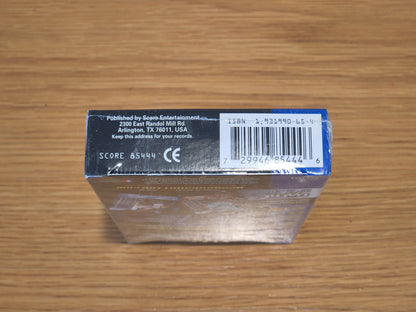 Published by Score Entertainment
2300 East Randol Mill Rd.
Arlington, TX 76011, USA
Keep this address for your records.
SCORE 85444 CE
ISBN 1-931990-65-4
7 29946 85444 6